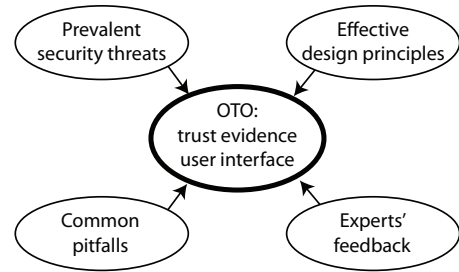 Prevalent
security threats
Effective
design principles
OTO:
trust evidence
user interface
Common
pitfalls
Experts'
feedback